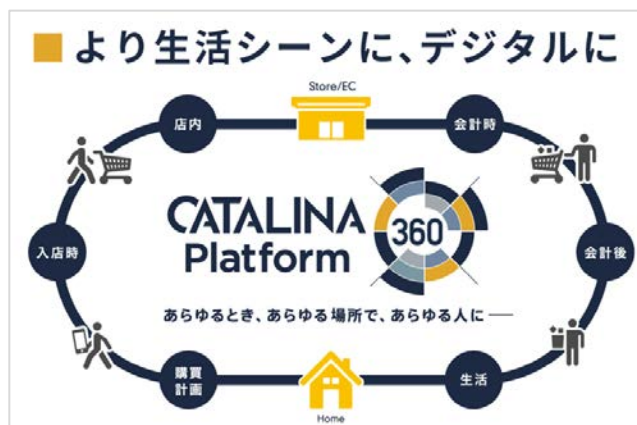 より生活シーンに、デジタルに
Store/EC
店内
会計時
入店時
CATALINA
Platform
360
会計後
あらゆるとき、あらゆる場所で、あらゆる人に ──
購買
計画
生活
Home